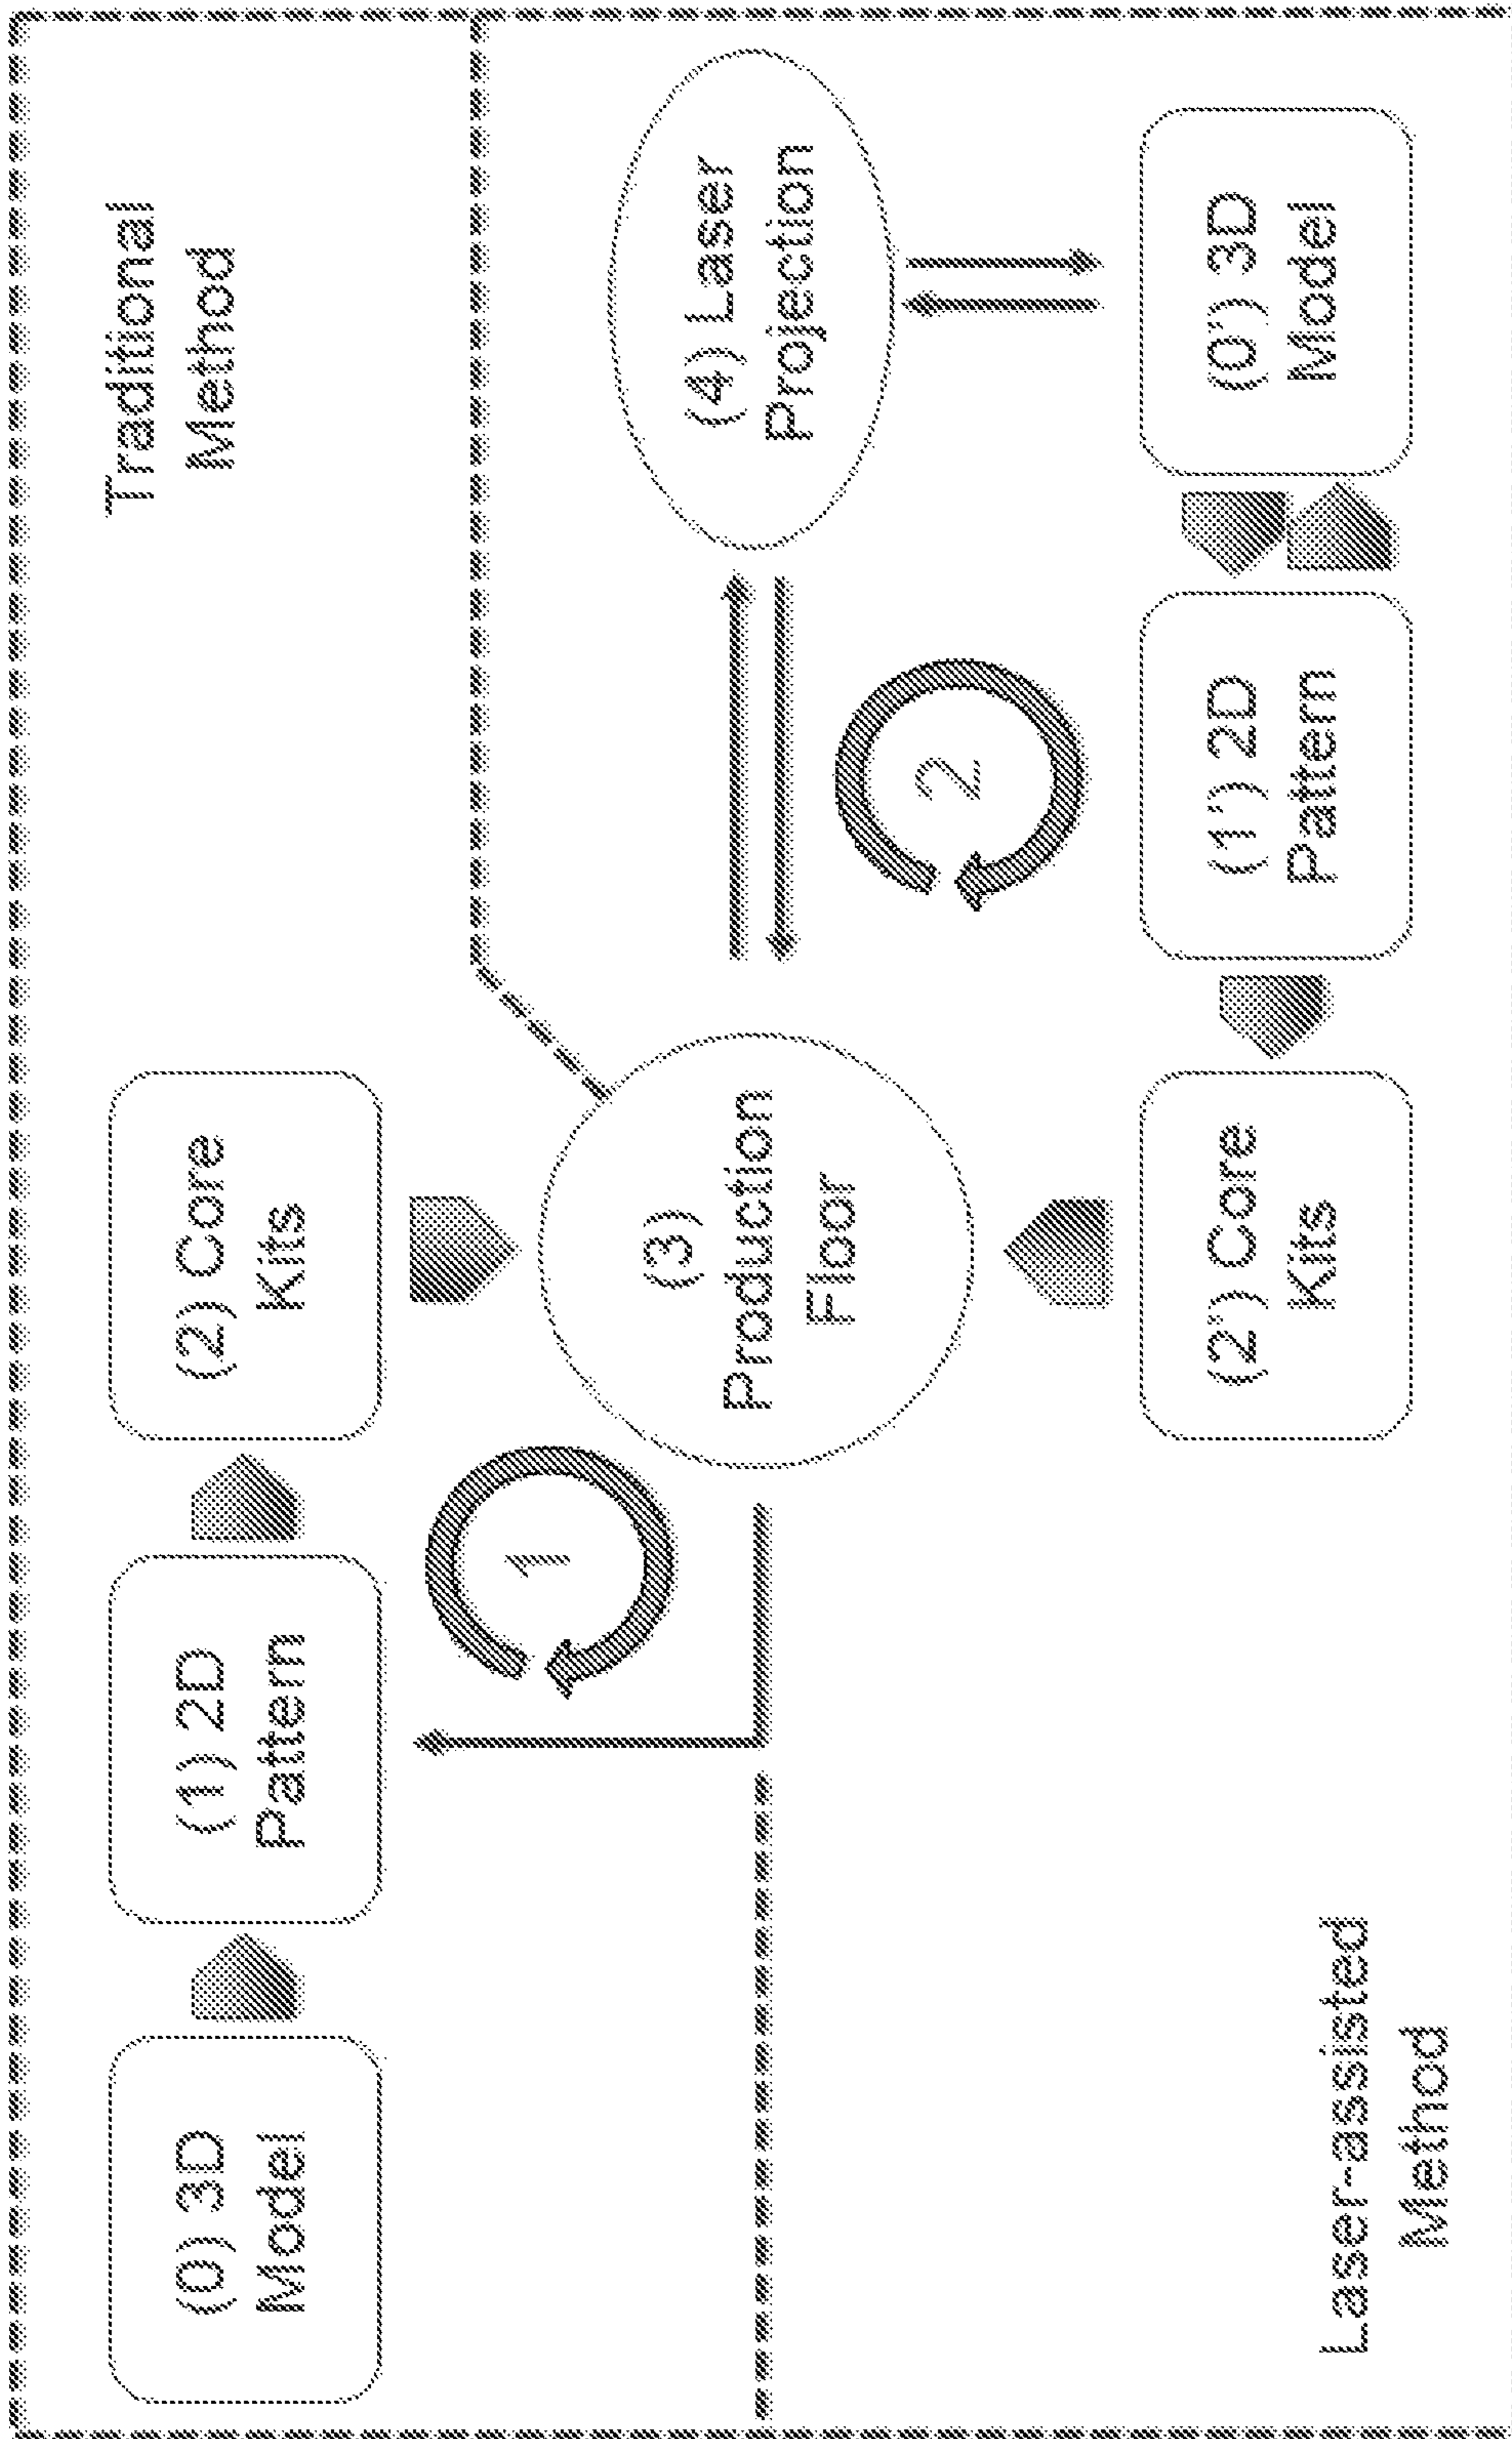 Traditional
Method
(0) 3D
Model
(1) 2D
Pattern
(2) Core
Kits
1
(3)
Production
Floor
(4) Laser
Projection
2
(2') Core
Kits
(1') 2D
Pattern
(0') 3D
Model
Laser-assisted
Method